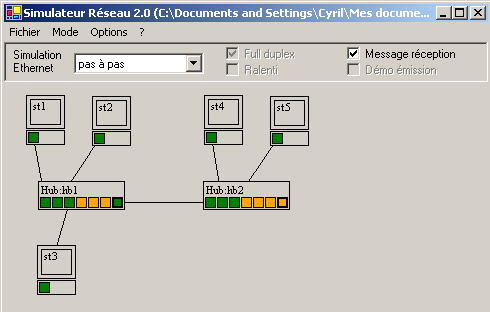 Simulateur Réseau 2.0 (C:\Documents and Settings\Cyril\Mes docume...
Fichier Mode Options ?
Simulation Ethernet
pas à pas
Full duplex
Message réception
Ralenti
Démo émission
st1
st2
st4
st5
Hub:hb1
Hub:hb2
st3